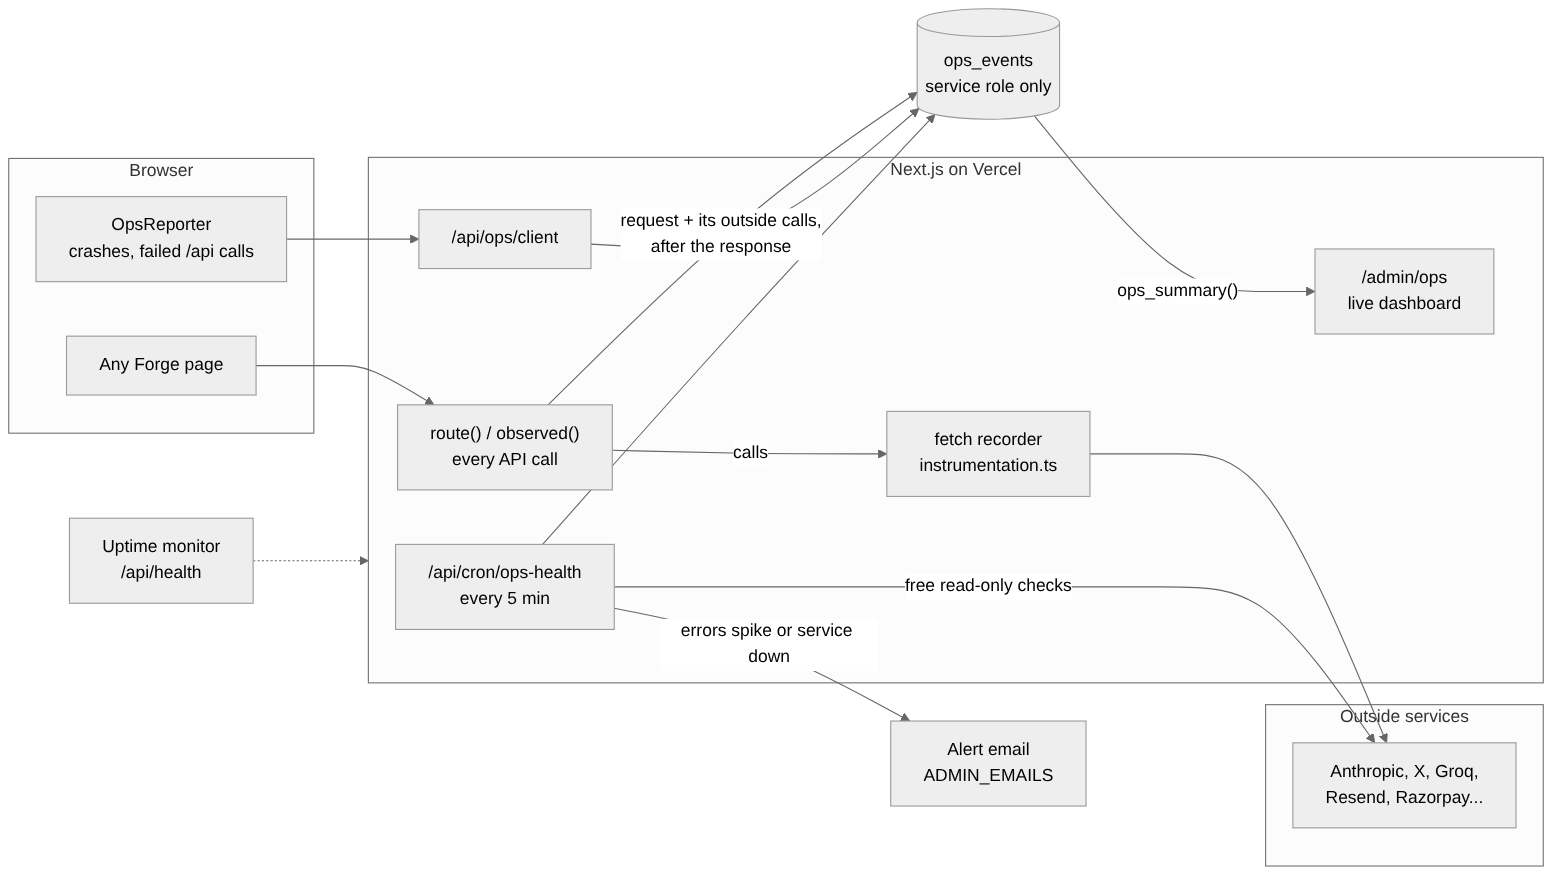 ops_events
service role only
Browser
Next.js on Vercel
OpsReporter
crashes, failed /api calls
/api/ops/client
request + its outside calls,
after the response
/admin/ops
live dashboard
ops_summary()
Any Forge page
route() / observed()
every API call
calls
fetch recorder
instrumentation.ts
Uptime monitor
/api/health
/api/cron/ops-health
every 5 min
free read-only checks
errors spike or service
down
Alert email
ADMIN_EMAILS
Outside services
Anthropic, X, Groq,
Resend, Razorpay...